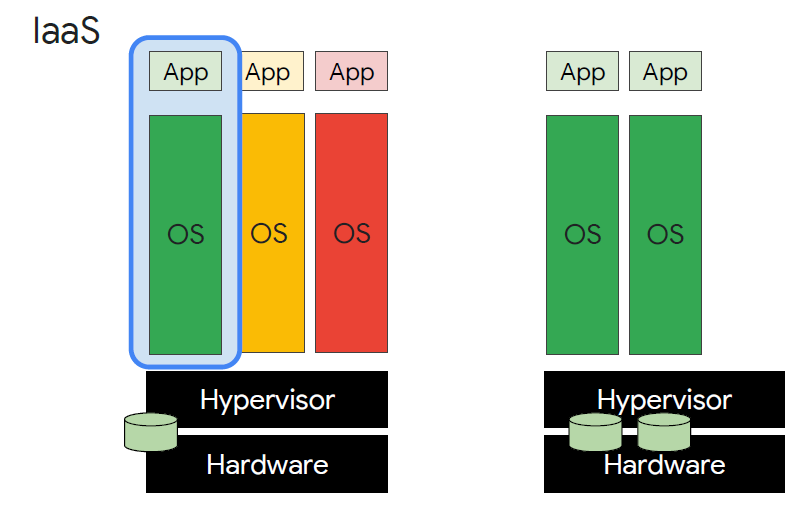 IaaS
App App App App App
OS OS OS OS OS
Hypervisor Hypervisor
Hardware Hardware